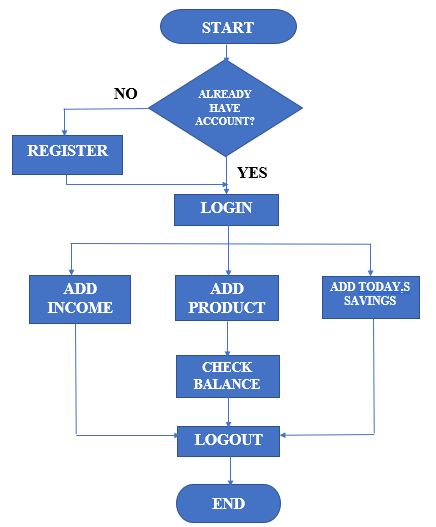 START
ALREADY
HAVE
ACCOUNT?
NO
YES
REGISTER
LOGIN
ADD
INCOME
ADD
PRODUCT
ADD TODAY,S
SAVINGS
CHECK
BALANCE
LOGOUT
END